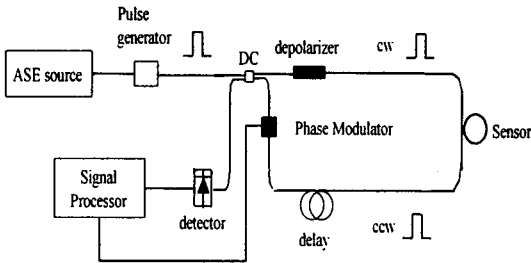 Pulse
generator
DC
depolarizer
cw
ASE source
Phase Modulator
Sensor
Signal
Processor
detector
delay
ccw